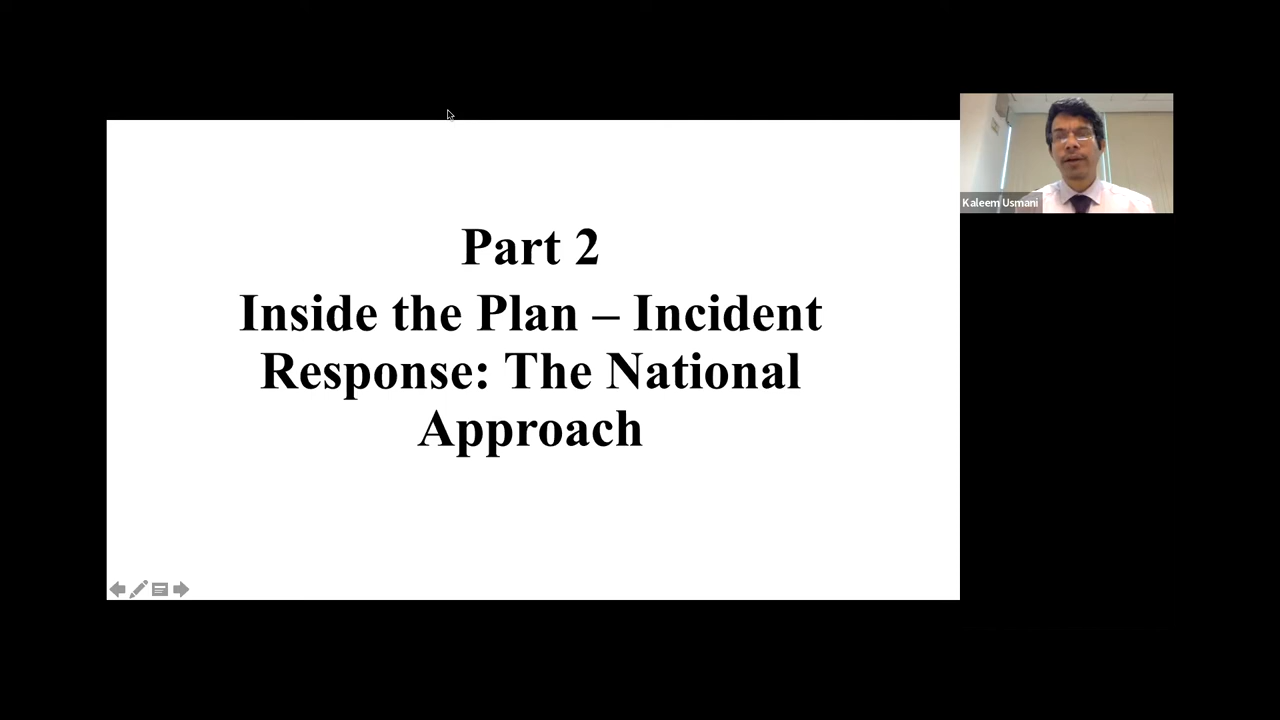 Part 2
Inside the Plan – Incident
Response: The National
Approach
Kaleem Usmani